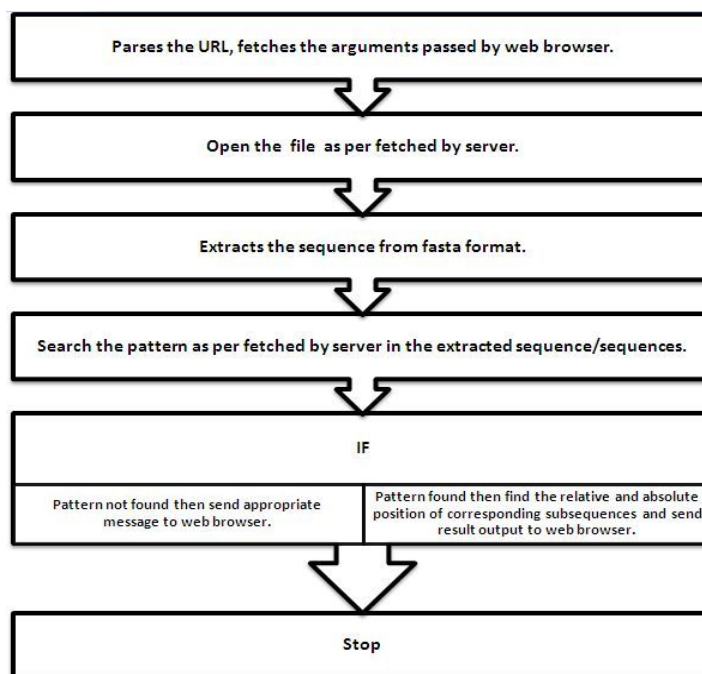 Parses the URL, fetches the arguments passed by web browser.
Open the file as per fetched by server.
Extracts the sequence from fasta format.
Search the pattern as per fetched by server in the extracted sequence/sequences.
IF
Pattern not found then send appropriate
message to web browser.
Pattern found then find the relative and absolute
position of corresponding subsequences and send
result output to web browser.
Stop